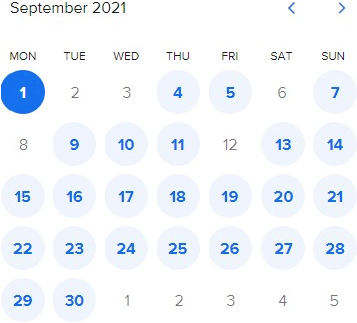 September 2021
MON TUE WED THU FRI SAT SUN
1 2 3 4 5 6 7
8 9 10 11 12 13 14
15 16 17 18 19 20 21
22 23 24 25 26 27 28
29 30 1 2 3 4 5